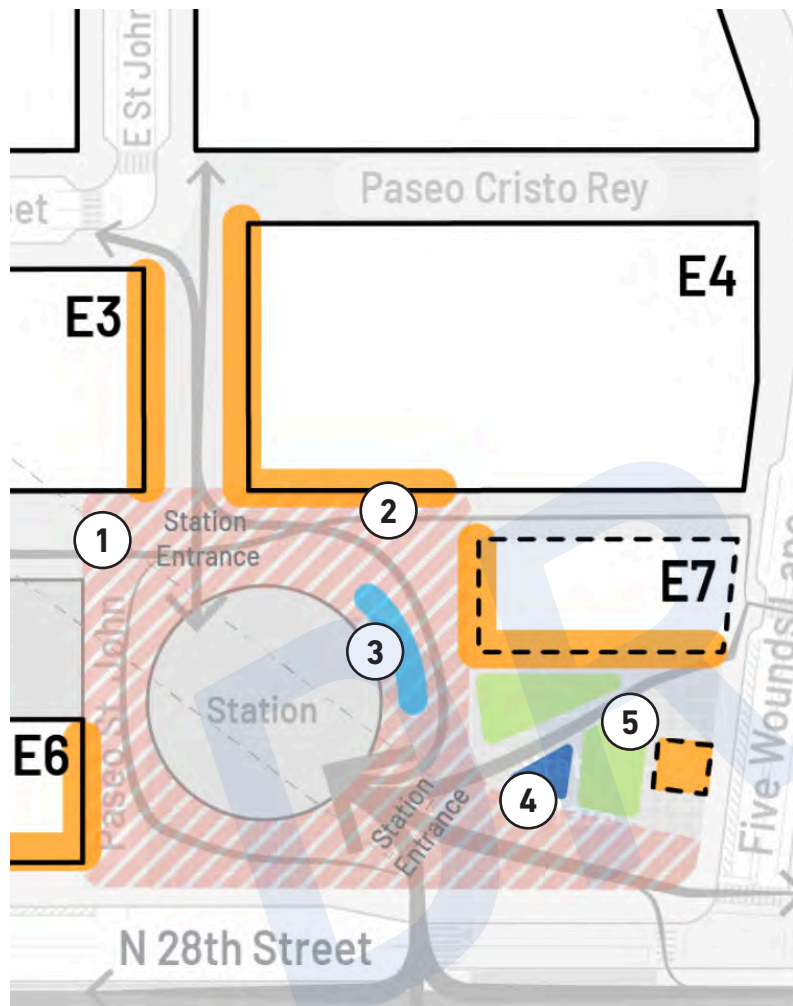 E St John
eet
Paseo Cristo Rey
E3
E4
1
Station
Entrance
2
E7
Paseo St. John
3
Station
5
E6
4
Station
Entrance
Five Wounds Lane
N 28th Street